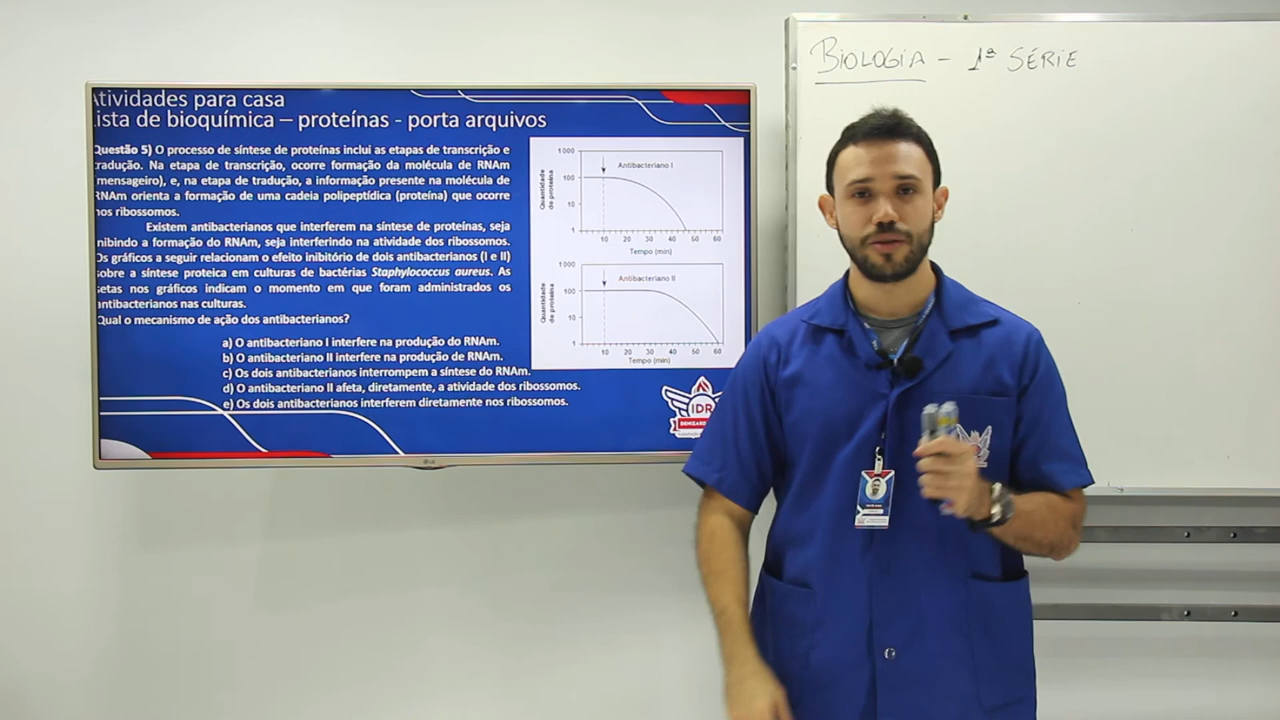 BIOLOGIA – 1ª SÉRIE
Atividades para casa
Lista de bioquímica – proteínas - porta arquivos
Questão 5) O processo de síntese de proteínas inclui as etapas de transcrição e
tradução. Na etapa de transcrição, ocorre formação da molécula de RNAm
(mensageiro), e, na etapa de tradução, a informação presente na molécula de
RNAm orienta a formação de uma cadeia polipeptídica (proteína) que ocorre
nos ribossomos.
Existem antibacterianos que interferem na síntese de proteínas, seja
inibindo a formação do RNAm, seja interferindo na atividade dos ribossomos.
Os gráficos a seguir relacionam o efeito inibitório de dois antibacterianos (I e II)
sobre a síntese proteica em culturas de bactérias Staphylococcus aureus. As
setas nos gráficos indicam o momento em que foram administrados os
antibacterianos nas culturas.
Qual o mecanismo de ação dos antibacterianos?
a) O antibacteriano I interfere na produção do RNAm.
b) O antibacteriano II interfere na produção de RNAm.
c) Os dois antibacterianos interrompem a síntese do RNAm.
d) O antibacteriano II afeta, diretamente, a atividade dos ribossomos.
e) Os dois antibacterianos interferem diretamente nos ribossomos.
Quantidade
de proteína
1000
100
10
1
Antibacteriano I
10 20 30 40 50 60
Tempo (min)
Quantidade
de proteína
1000
100
10
1
Antibacteriano II
10 20 30 40 50 60
Tempo (min)
IDR
LG